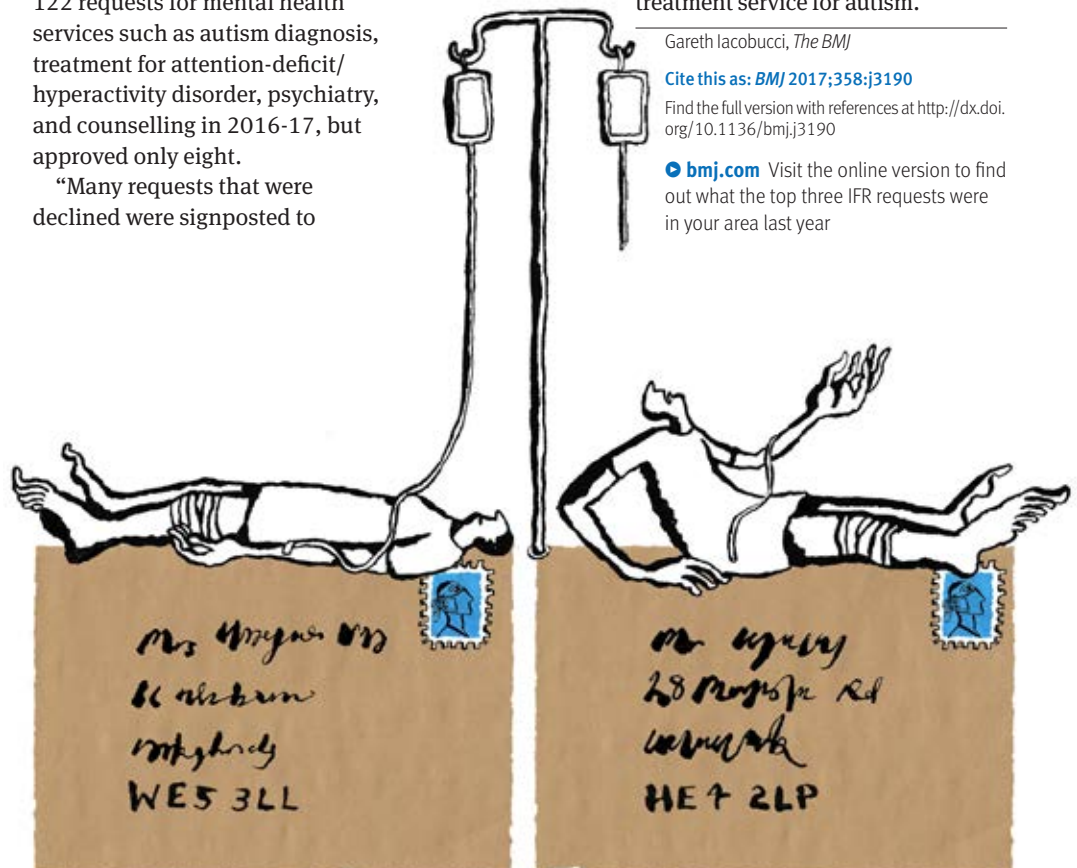 122 requests for mental health
services such as autism diagnosis,
treatment for attention-deficit/
hyperactivity disorder, psychiatry,
and counselling in 2016-17, but
approved only eight.
“Many requests that were
declined were signposted to
treatment service for autism.
Gareth Iacobucci, The BMJ
Cite this as: BMJ 2017;358:j3190
Find the full version with references at http://dx.doi.
org/10.1136/bmj.j3190
bmj.com Visit the online version to find
out what the top three IFR requests were
in your area last year
Mrs
WE5 3LL
28 Rd
HE7 2LP